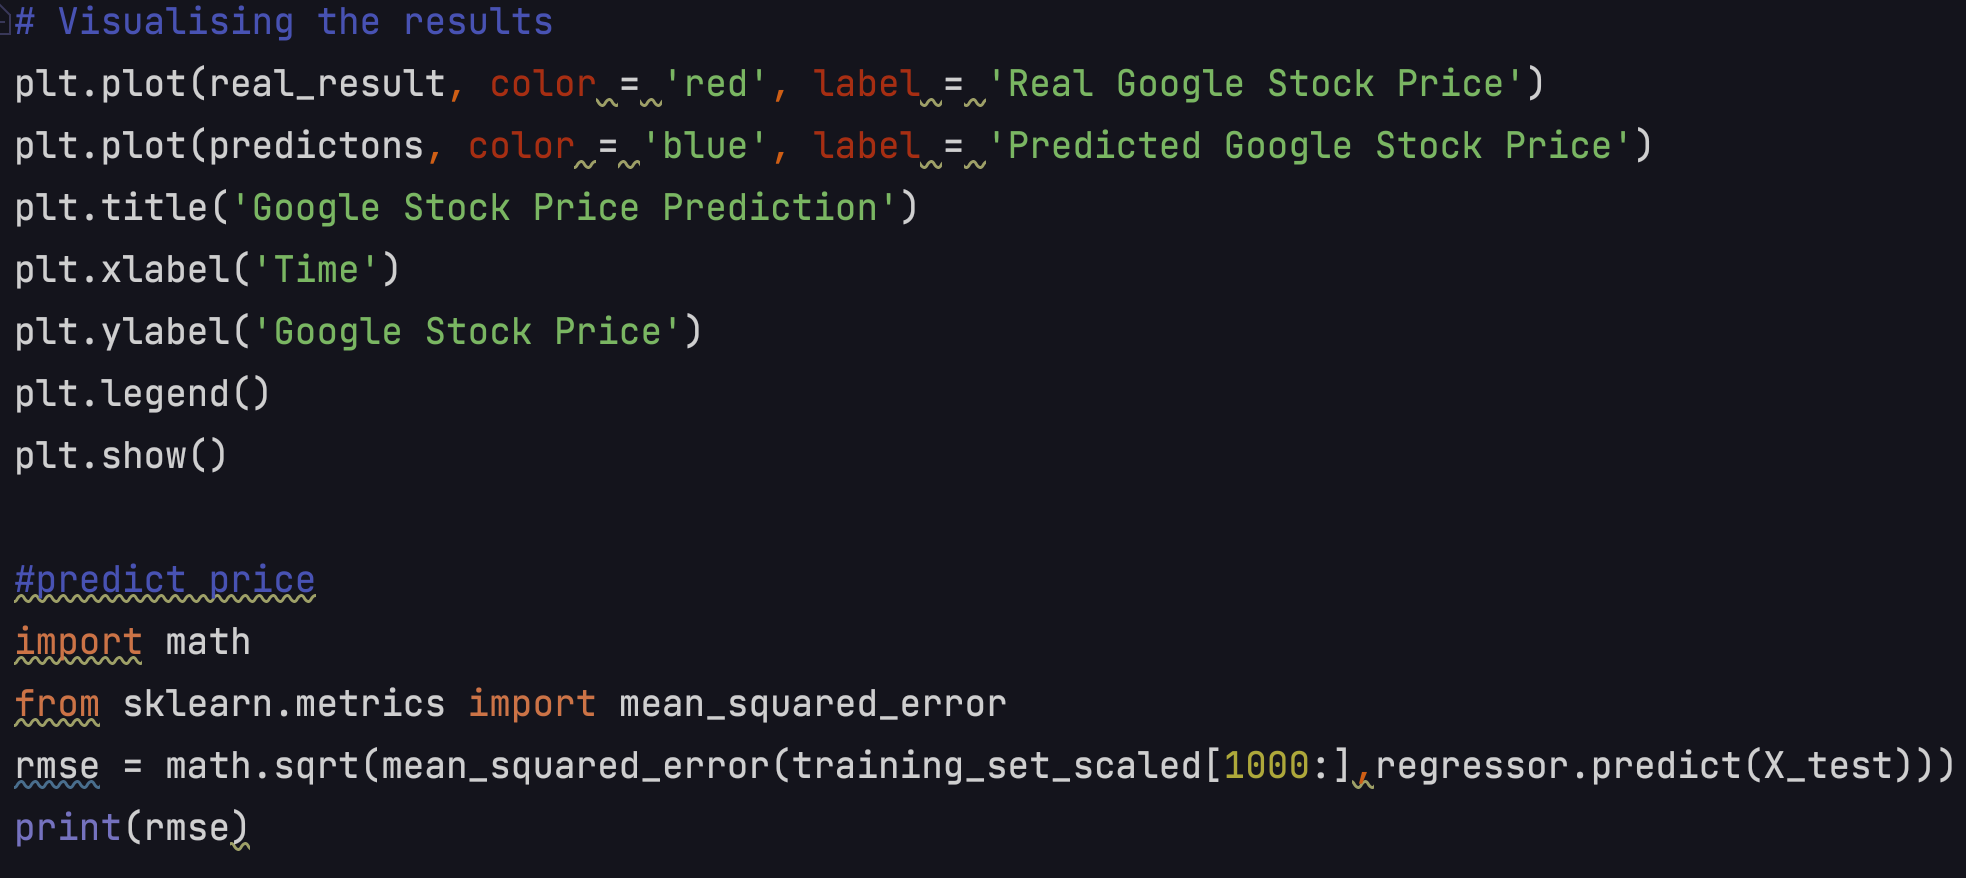 # Visualising the results
plt.plot(real_result, color = 'red', label = 'Real Google Stock Price')
plt.plot(predictons, color = 'blue', label = 'Predicted Google Stock Price')
plt.title('Google Stock Price Prediction')
plt.xlabel('Time')
plt.ylabel('Google Stock Price')
plt.legend()
plt.show()
#predict price
import math
from sklearn.metrics import mean_squared_error
rmse = math.sqrt(mean_squared_error(training_set_scaled[1000:],regressor.predict(X_test)))
print(rmse)